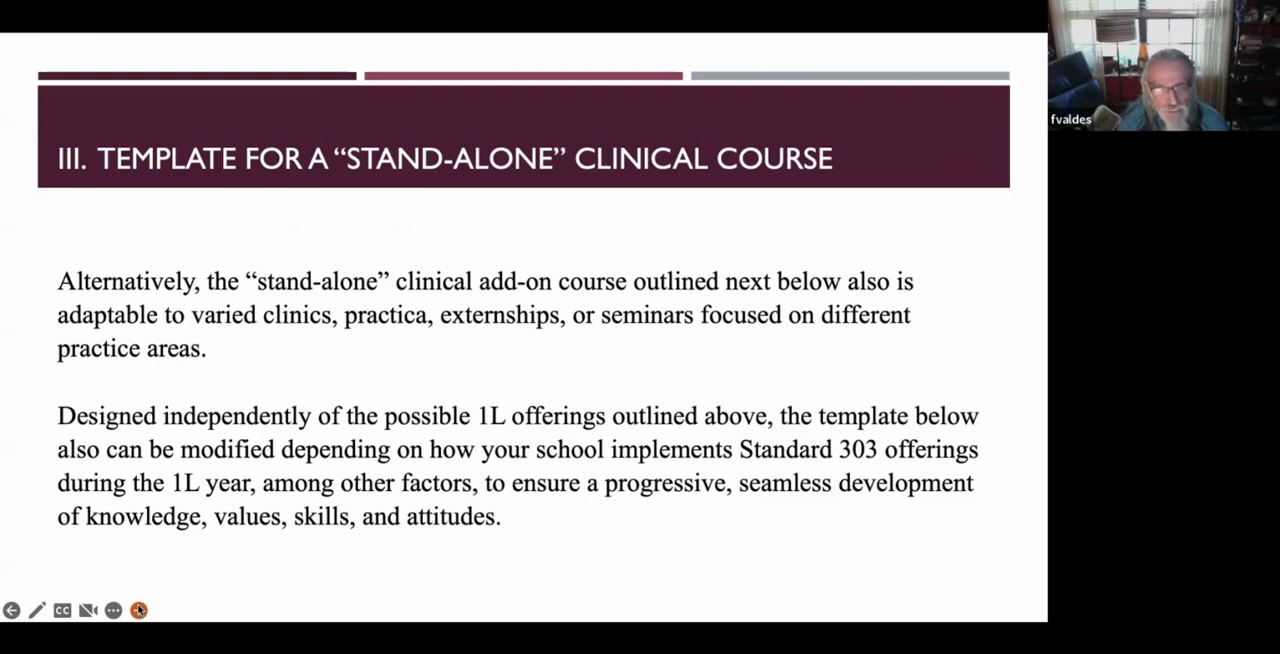 III. TEMPLATE FOR A “STAND-ALONE” CLINICAL COURSE
Alternatively, the “stand-alone” clinical add-on course outlined next below also is
adaptable to varied clinics, practica, externships, or seminars focused on different
practice areas.
Designed independently of the possible 1L offerings outlined above, the template below
also can be modified depending on how your school implements Standard 303 offerings
during the 1L year, among other factors, to ensure a progressive, seamless development
of knowledge, values, skills, and attitudes.
fvaldes
CC